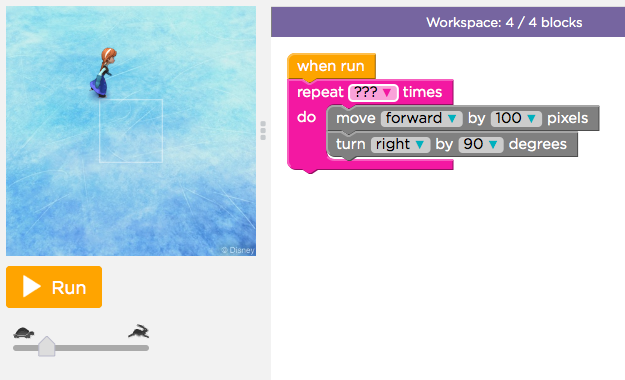 Workspace: 4 / 4 blocks
when run
repeat ??? times
do move forward by 100 pixels
turn right by 90 degrees
© Disney
Run